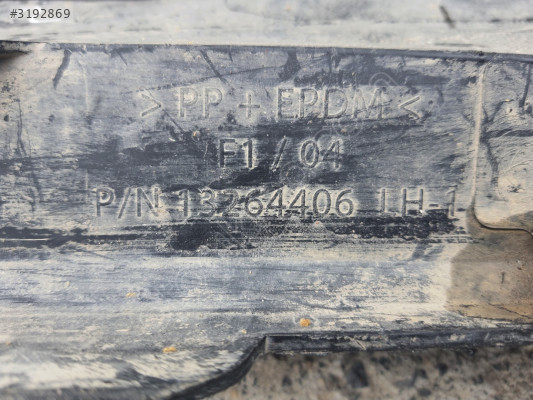 #3192869
> PP + EPDM <
F1 / 04
P/N 13264406 LH-1